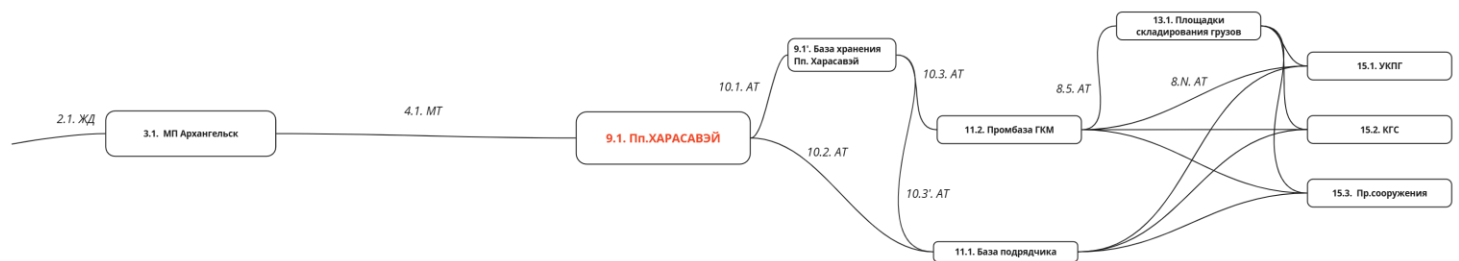 2.1. ЖД
3.1. МП Архангельск
4.1. МТ
9.1. Пп.ХАРАСАВЭЙ
10.1. АТ
9.1'. База хранения
Пп. Харасавэй
10.2. АТ
10.3. АТ
10.3'. АТ
11.2. Промбаза ГКМ
11.1. База подрядчика
8.5. АТ
13.1. Площадки
складирования грузов
8.N. АТ
15.1. УКПГ
15.2. КГС
15.3. Пр.сооружения